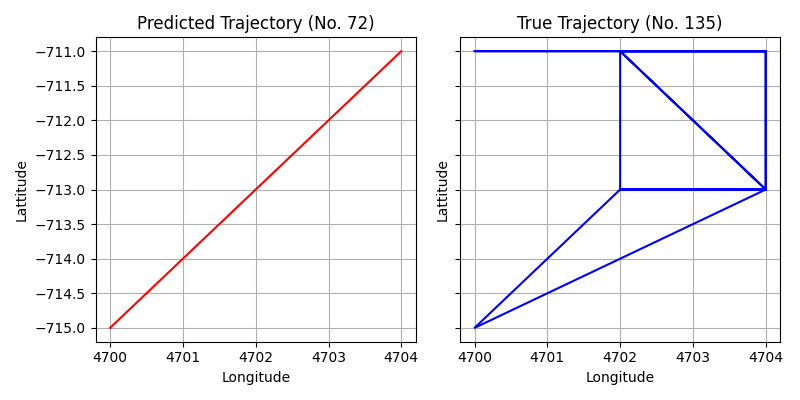 Predicted Trajectory (No. 72)
True Trajectory (No. 135)
Lattitude
−711.0
−711.5
−712.0
−712.5
−713.0
−713.5
−714.0
−714.5
−715.0
4700 4701 4702 4703 4704
Longitude
Lattitude
4700 4701 4702 4703 4704
Longitude